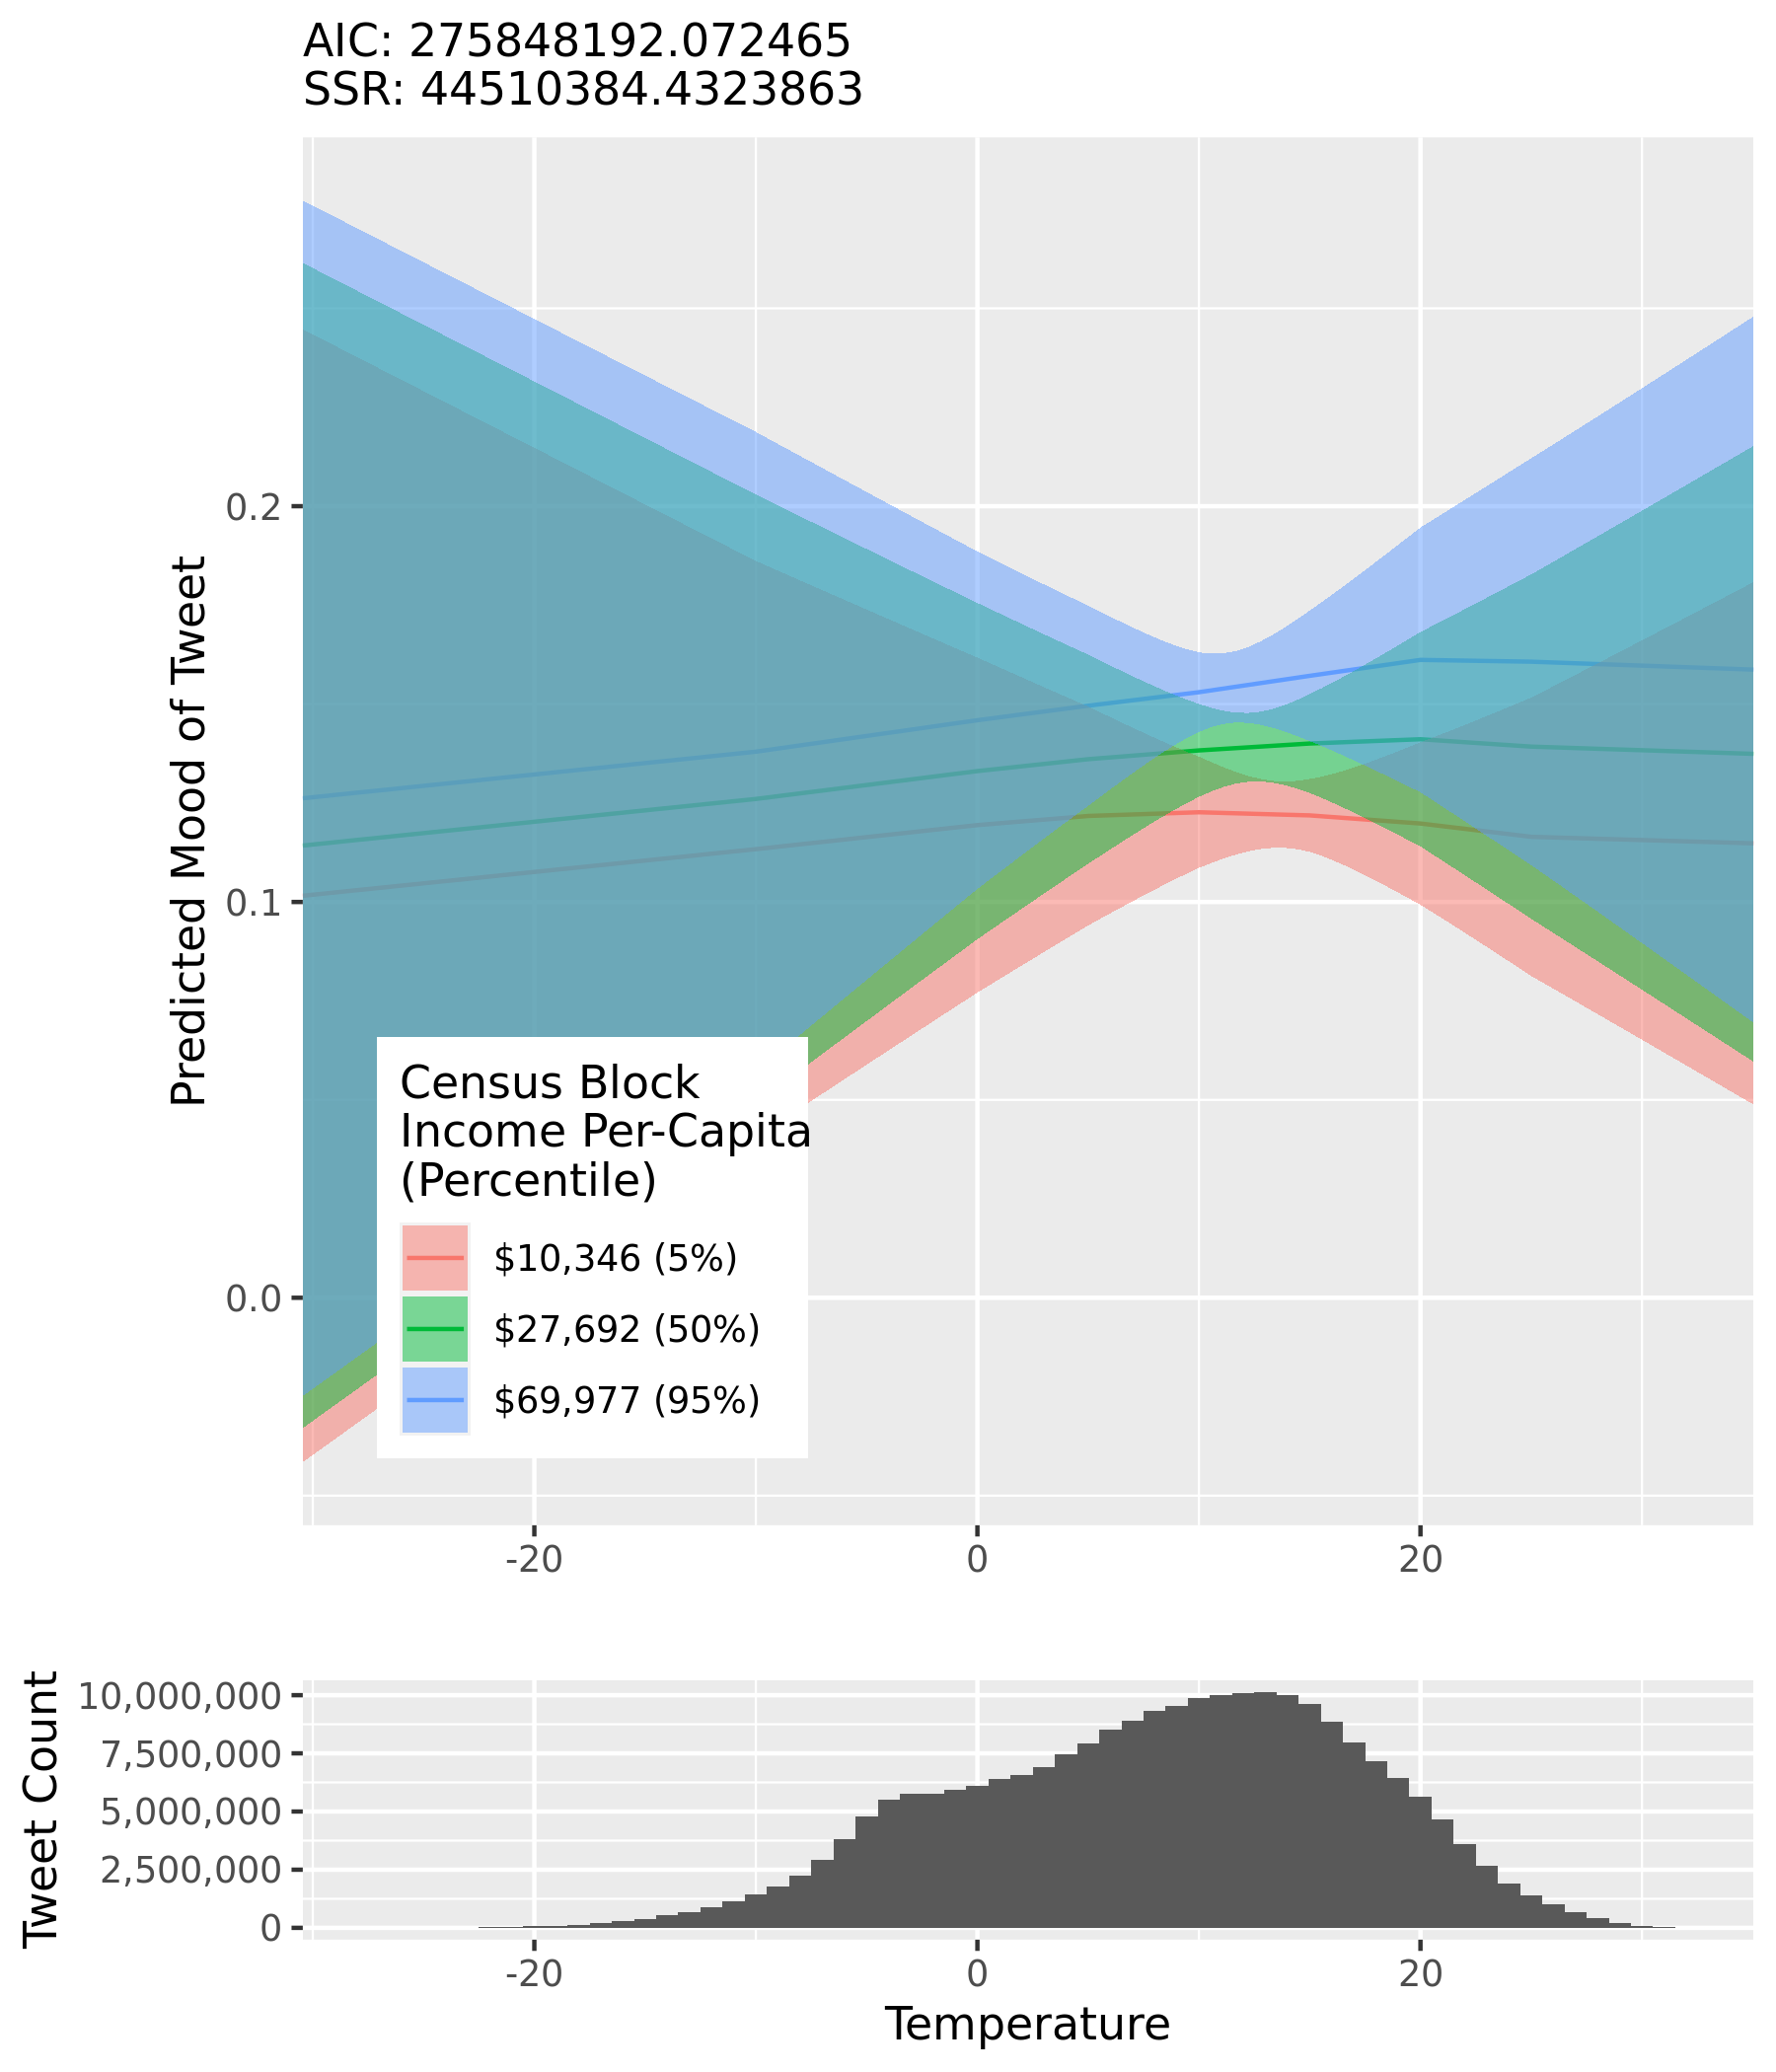 AIC: 275848192.072465
SSR: 44510384.4323863
Predicted Mood of Tweet
0.2
0.1
0.0
Census Block
Income Per-Capita
(Percentile)
$10,346 (5%)
$27,692 (50%)
$69,977 (95%)
-20
0
20
Tweet Count
10,000,000
7,500,000
5,000,000
2,500,000
0
-20
0
20
Temperature